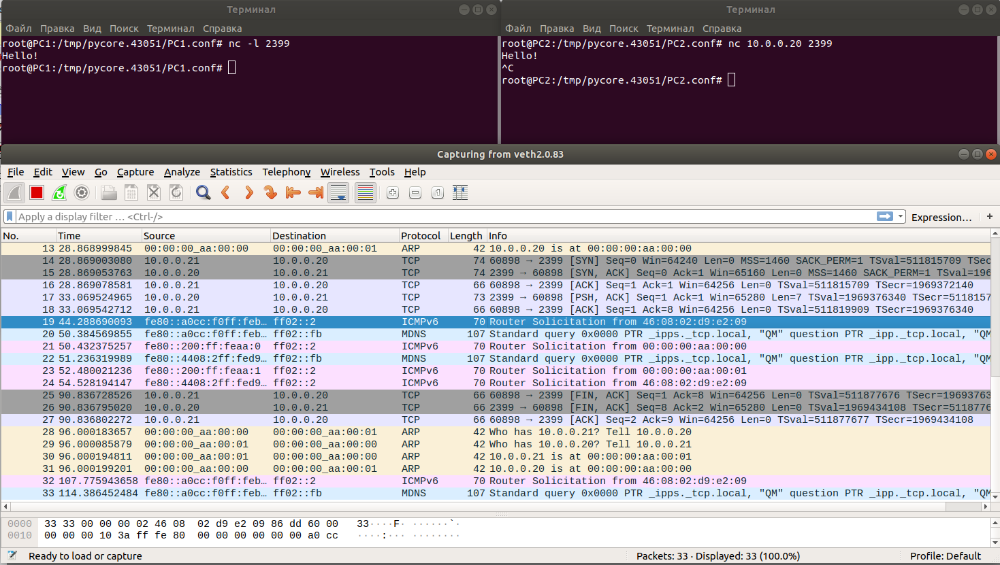 Терминал
Файл Правка Вид Поиск Терминал Справка
root@PC1:/tmp/pycore.43051/PC1.conf# nc -l 2399
Hello!
root@PC1:/tmp/pycore.43051/PC1.conf#
Терминал
Файл Правка Вид Поиск Терминал Справка
root@PC2:/tmp/pycore.43051/PC2.conf# nc 10.0.0.20 2399
Hello!
^C
root@PC2:/tmp/pycore.43051/PC2.conf#
Capturing from veth2.0.83
File Edit View Go Capture Analyze Statistics Telephony Wireless Tools Help
Apply a display filter ... <Ctrl-/> Expression... +
No. Time Source Destination Protocol Length Info
13 28.868999845 00:00:00_aa:00:00 00:00:00_aa:00:01 ARP 42 10.0.0.20 is at 00:00:00:aa:00:00
14 28.869003080 10.0.0.21 10.0.0.20 TCP 74 60898 → 2399 [SYN] Seq=0 Win=64240 Len=0 MSS=1460 SACK_PERM=1 TSval=511815709 TSec
15 28.869053763 10.0.0.20 10.0.0.21 TCP 74 2399 → 60898 [SYN, ACK] Seq=0 Ack=1 Win=65160 Len=0 MSS=1460 SACK_PERM=1 TSval=196
16 28.869078581 10.0.0.21 10.0.0.20 TCP 66 60898 → 2399 [ACK] Seq=1 Ack=1 Win=64256 Len=0 TSval=511815709 TSecr=1969372140
17 33.069524965 10.0.0.20 10.0.0.21 TCP 73 2399 → 60898 [PSH, ACK] Seq=1 Ack=1 Win=65280 Len=7 TSval=1969376340 TSecr=5118157
18 33.069542712 10.0.0.21 10.0.0.20 TCP 66 60898 → 2399 [ACK] Seq=1 Ack=8 Win=64256 Len=0 TSval=511819909 TSecr=1969376340
19 44.288690093 fe80::a0cc:f0ff:feb… ff02::2 ICMPv6 70 Router Solicitation from 46:08:02:d9:e2:09
20 50.384569855 fe80::a0cc:f0ff:feb… ff02::fb MDNS 107 Standard query 0x0000 PTR _ipps._tcp.local, "QM" question PTR _ipp._tcp.local, "QM
21 50.432375257 fe80::200:ff:feaa:0 ff02::2 ICMPv6 70 Router Solicitation from 00:00:00:aa:00:00
22 51.236319989 fe80::4408:2ff:fed9… ff02::fb MDNS 107 Standard query 0x0000 PTR _ipps._tcp.local, "QM" question PTR _ipp._tcp.local, "QM
23 52.480021236 fe80::200:ff:feaa:1 ff02::2 ICMPv6 70 Router Solicitation from 00:00:00:aa:00:01
24 54.528194147 fe80::4408:2ff:fed9… ff02::2 ICMPv6 70 Router Solicitation from 46:08:02:d9:e2:09
25 90.836728526 10.0.0.21 10.0.0.20 TCP 66 60898 → 2399 [FIN, ACK] Seq=1 Ack=8 Win=64256 Len=0 TSval=511877676 TSecr=19693763
26 90.836795020 10.0.0.20 10.0.0.21 TCP 66 2399 → 60898 [FIN, ACK] Seq=8 Ack=2 Win=65280 Len=0 TSval=1969434108 TSecr=5118776
27 90.836802272 10.0.0.21 10.0.0.20 TCP 66 60898 → 2399 [ACK] Seq=2 Ack=9 Win=64256 Len=0 TSval=511877677 TSecr=1969434108
28 96.000183657 00:00:00_aa:00:00 00:00:00_aa:00:01 ARP 42 Who has 10.0.0.21? Tell 10.0.0.20
29 96.000085879 00:00:00_aa:00:01 00:00:00_aa:00:00 ARP 42 Who has 10.0.0.20? Tell 10.0.0.21
30 96.000194811 00:00:00_aa:00:01 00:00:00_aa:00:00 ARP 42 10.0.0.21 is at 00:00:00:aa:00:01
31 96.000199201 00:00:00_aa:00:00 00:00:00_aa:00:01 ARP 42 10.0.0.20 is at 00:00:00:aa:00:00
32 107.775943658 fe80::a0cc:f0ff:feb… ff02::2 ICMPv6 70 Router Solicitation from 46:08:02:d9:e2:09
33 114.386452484 fe80::a0cc:f0ff:feb… ff02::fb MDNS 107 Standard query 0x0000 PTR _ipps._tcp.local, "QM" question PTR _ipp._tcp.local, "QM
0000 33 33 00 00 00 02 46 08 02 d9 e2 09 86 dd 60 00 33····F· ······`·
0010 00 00 00 10 3a ff fe 80 00 00 00 00 00 00 a0 cc ····:··· ········
Ready to load or capture Packets: 33 · Displayed: 33 (100.0%) Profile: Default